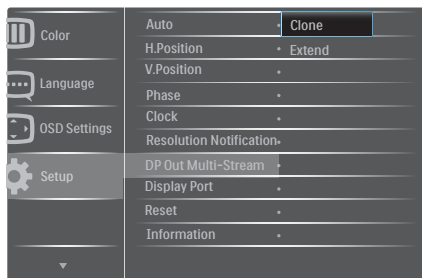 Color
Language
OSD Settings
Setup
Auto
H.Position
V.Position
Phase
Clock
Resolution Notification
DP Out Multi-Stream
Display Port
Reset
Information
Clone
Extend